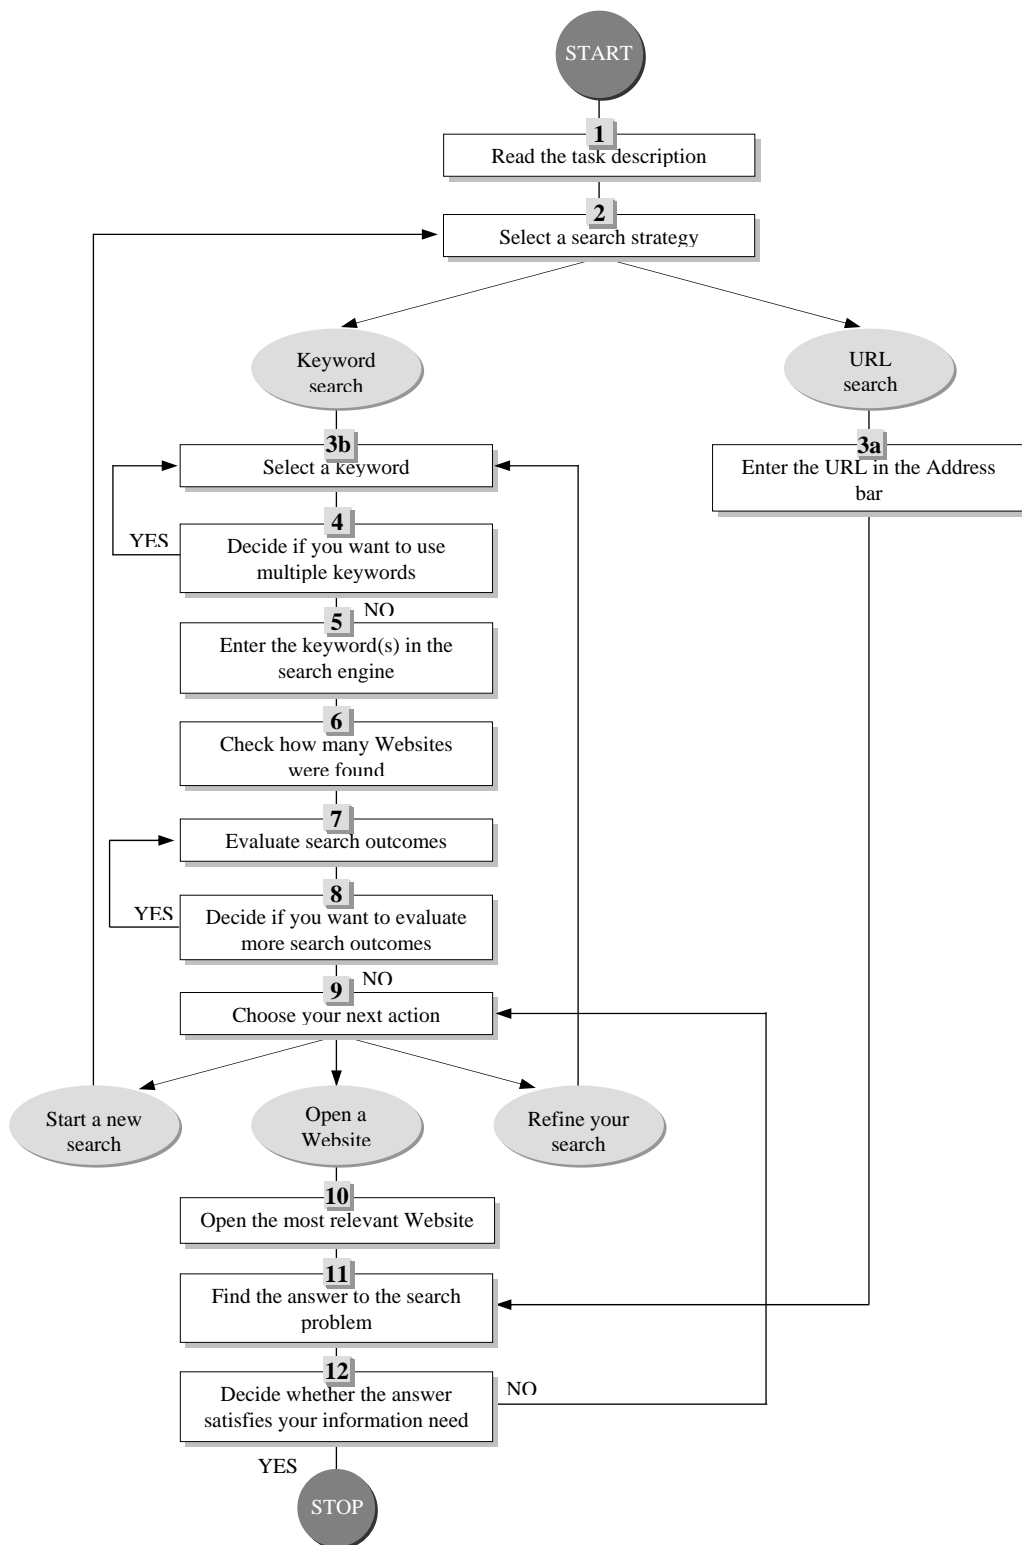 START
1
Read the task description
2
Select a search strategy
Keyword
search
URL
search
3b
Select a keyword
3a
Enter the URL in the Address
bar
4
YES
Decide if you want to use
multiple keywords
NO
5
Enter the keyword(s) in the
search engine
6
Check how many Websites
were found
7
Evaluate search outcomes
8
YES
Decide if you want to evaluate
more search outcomes
NO
9
Choose your next action
Start a new
search
Open a
Website
Refine your
search
10
Open the most relevant Website
11
Find the answer to the search
problem
12
Decide whether the answer
satisfies your information need
NO
YES
STOP